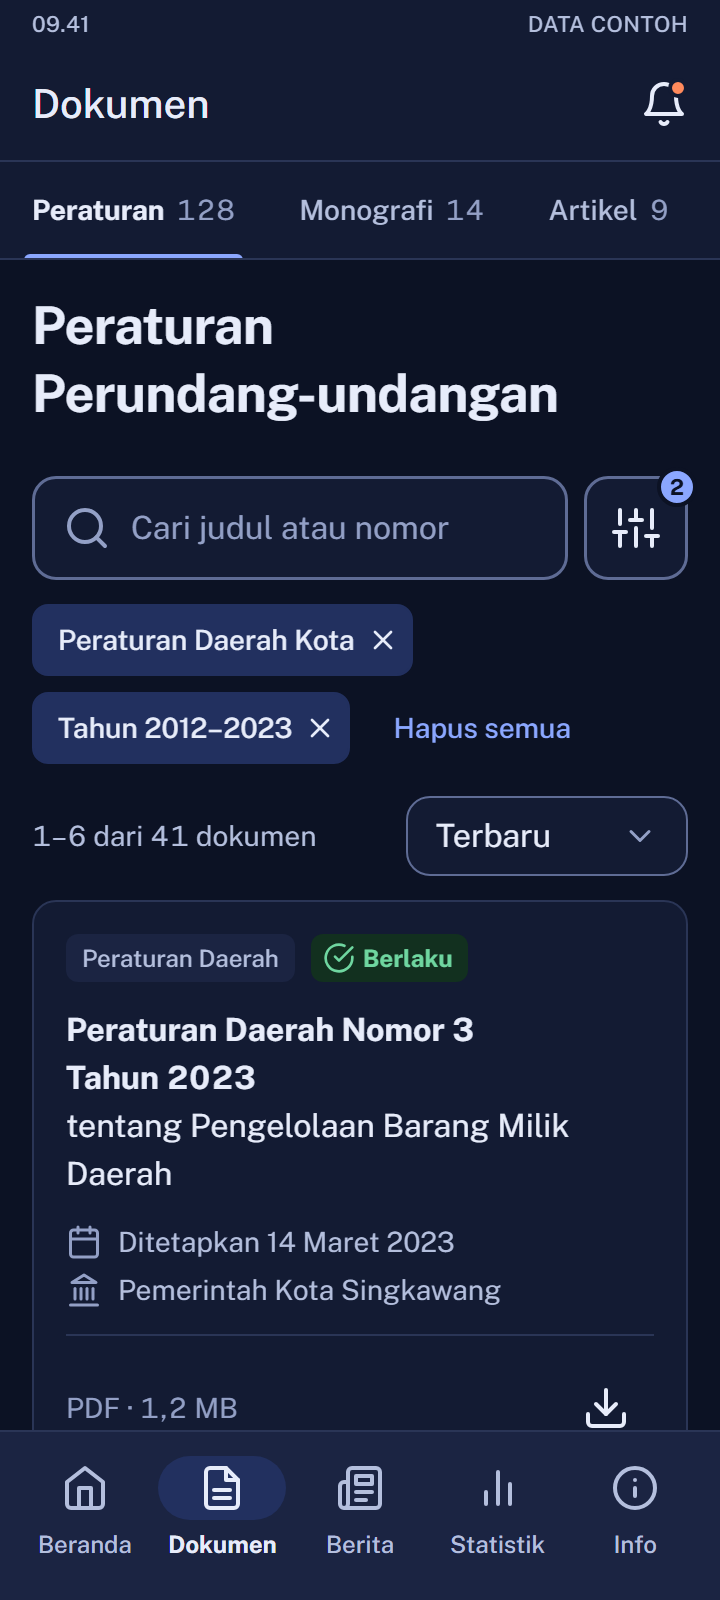 09.41 DATA CONTOH
Dokumen
Peraturan 128 Monografi 14 Artikel 9
Peraturan
Perundang-undangan
Cari judul atau nomor
2
Peraturan Daerah Kota
Tahun 2012–2023 Hapus semua
1–6 dari 41 dokumen Terbaru
Peraturan Daerah Berlaku
Peraturan Daerah Nomor 3
Tahun 2023
tentang Pengelolaan Barang Milik
Daerah
Ditetapkan 14 Maret 2023
Pemerintah Kota Singkawang
PDF · 1,2 MB
Beranda Dokumen Berita Statistik Info